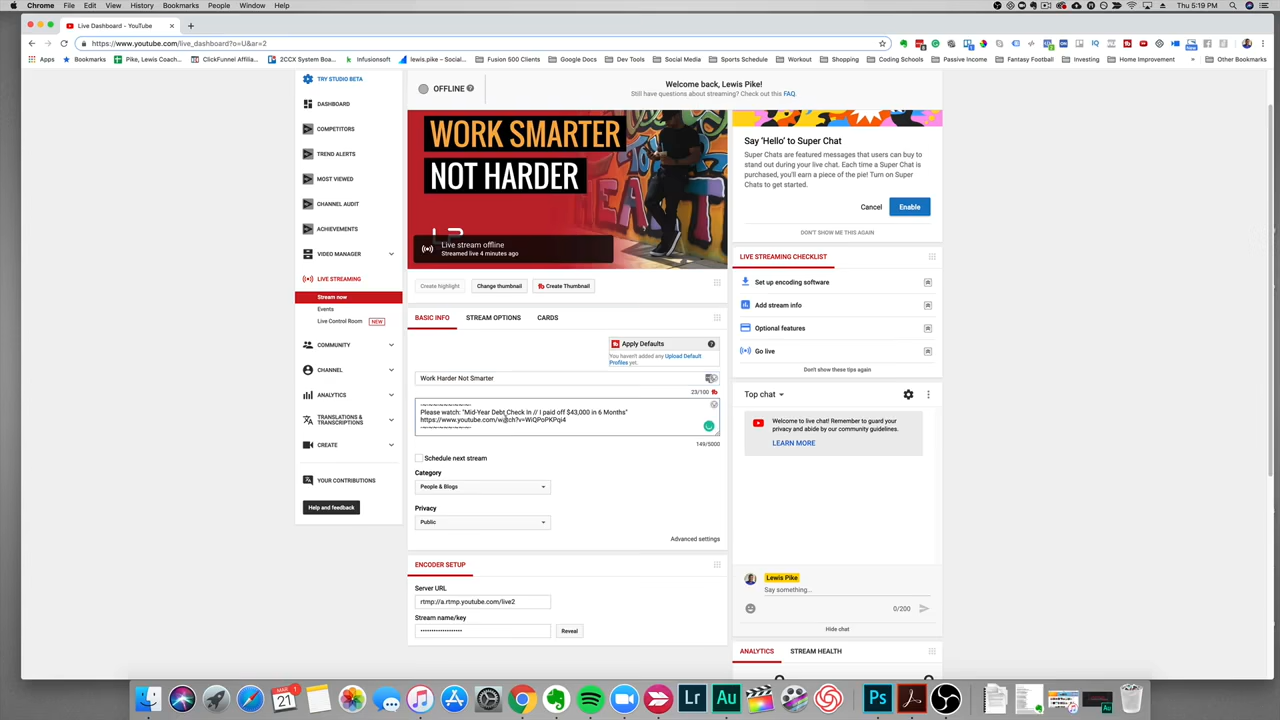 Chrome File Edit View History Bookmarks People Window Help Thu 5:19 PM
Live Dashboard - YouTube
https://www.youtube.com/live_dashboard?o=U&ar=2
Apps Bookmarks Pike, Lewis Coach... ClickFunnel Affilia... 2CCX System Boa... Infusionsoft lewis.pike – Social... Fusion 500 Clients Google Docs Dev Tools Social Media Sports Schedule Workout Shopping Coding Schools Passive Income Fantasy Football Investing Home Improvement » Other Bookmarks
TRY STUDIO BETA
DASHBOARD
COMPETITORS
TREND ALERTS
MOST VIEWED
CHANNEL AUDIT
ACHIEVEMENTS
VIDEO MANAGER
LIVE STREAMING
Stream now
Events
Live Control Room NEW
COMMUNITY
CHANNEL
ANALYTICS
TRANSLATIONS &
TRANSCRIPTIONS
CREATE
YOUR CONTRIBUTIONS
Help and feedback
OFFLINE
Welcome back, Lewis Pike!
Still have questions about streaming? Check out this FAQ.
WORK SMARTER
NOT HARDER
Live stream offline
Streamed live 4 minutes ago
Create highlight Change thumbnail Create Thumbnail
BASIC INFO STREAM OPTIONS CARDS
Apply Defaults
You haven't added any Upload Default
Profiles yet.
Work Harder Not Smarter
23/100
Please watch: "Mid-Year Debt Check In // I paid off $43,000 in 6 Months"
https://www.youtube.com/watch?v=WiQPoPKPqi4
149/5000
Schedule next stream
Category
People & Blogs
Privacy
Public
Advanced settings
ENCODER SETUP
Server URL
rtmp://a.rtmp.youtube.com/live2
Stream name/key
Reveal
Say 'Hello' to Super Chat
Super Chats are featured messages that users can buy to
stand out during your live chat. Each time a Super Chat is
purchased, you'll earn a piece of the pie! Turn on Super
Chats to get started.
Cancel Enable
DON'T SHOW ME THIS AGAIN
LIVE STREAMING CHECKLIST
Set up encoding software
Add stream info
Optional features
Go live
Don't show these tips again
Top chat
Welcome to live chat! Remember to guard your
privacy and abide by our community guidelines.
LEARN MORE
Lewis Pike
Say something...
0/200
Hide chat
ANALYTICS STREAM HEALTH
MAR
21
Lr Au Ps